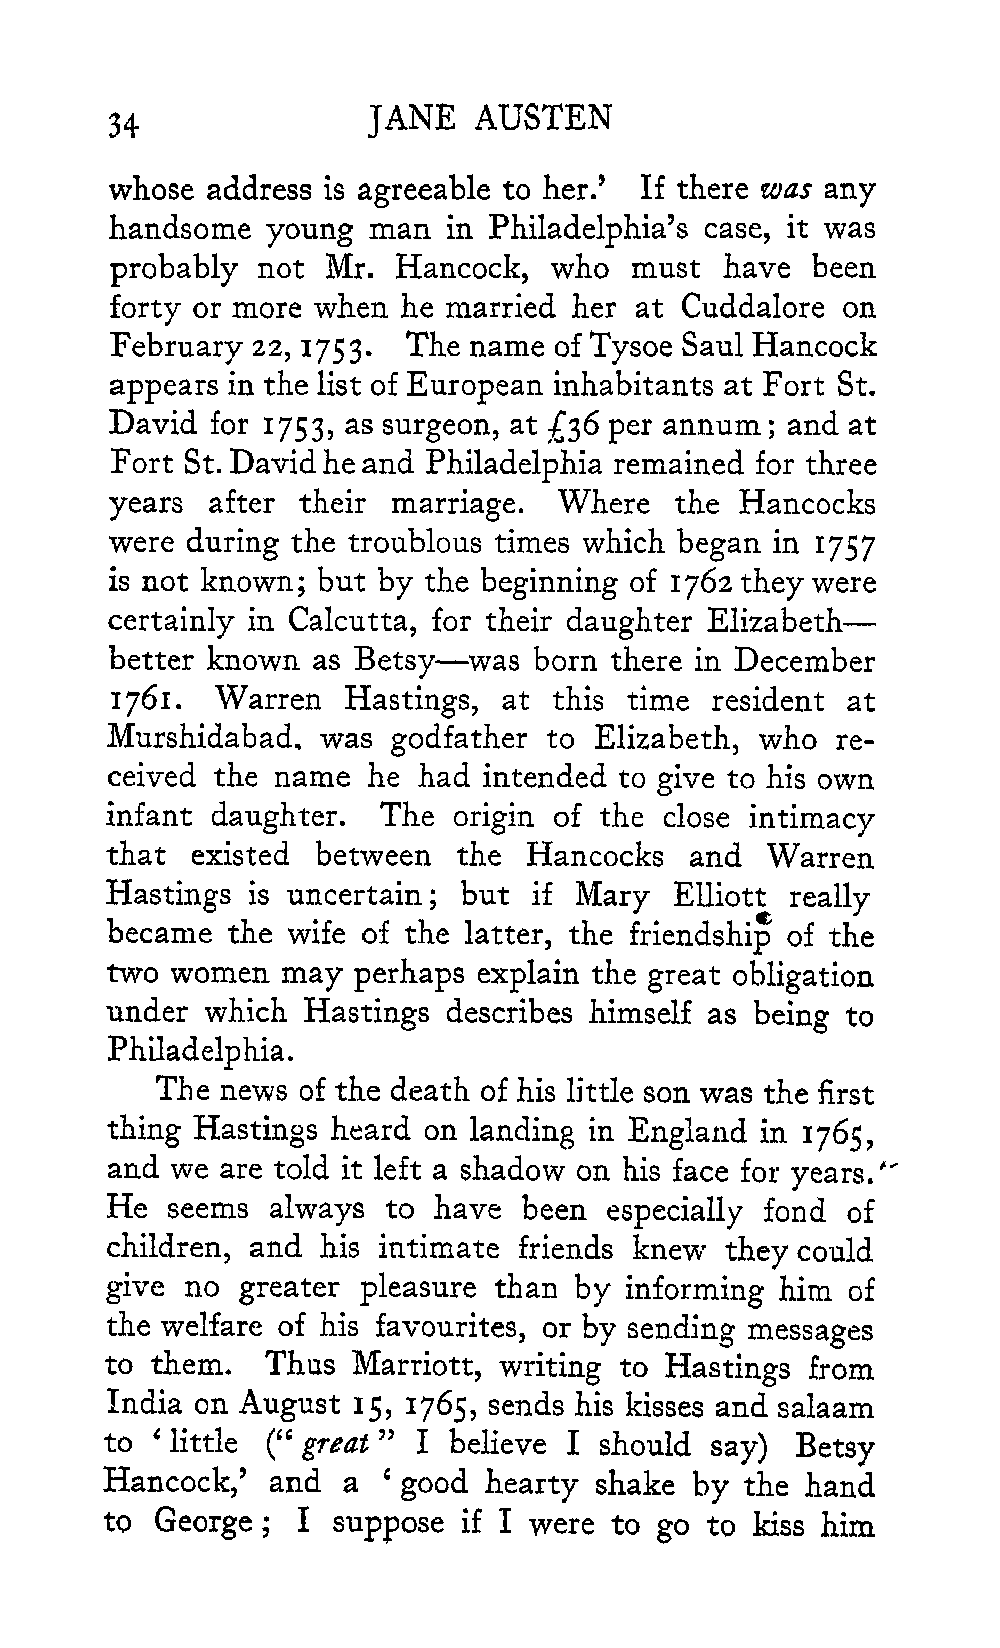 34 JANE AUSTEN
whose address is agreeable to her.’ If there was any
handsome young man in Philadelphia’s case, it was
probably not Mr. Hancock, who must have been
forty or more when he married her at Cuddalore on
February 22, 1753. The name of Tysoe Saul Hancock
appears in the list of European inhabitants at Fort St.
David for 1753, as surgeon, at £36 per annum; and at
Fort St. David he and Philadelphia remained for three
years after their marriage. Where the Hancocks
were during the troublous times which began in 1757
is not known; but by the beginning of 1762 they were
certainly in Calcutta, for their daughter Elizabeth—
better known as Betsy—was born there in December
1761. Warren Hastings, at this time resident at
Murshidabad, was godfather to Elizabeth, who re-
ceived the name he had intended to give to his own
infant daughter. The origin of the close intimacy
that existed between the Hancocks and Warren
Hastings is uncertain; but if Mary Elliott really
became the wife of the latter, the friendship of the
two women may perhaps explain the great obligation
under which Hastings describes himself as being to
Philadelphia.
The news of the death of his little son was the first
thing Hastings heard on landing in England in 1765,
and we are told it left a shadow on his face for years.
He seems always to have been especially fond of
children, and his intimate friends knew they could
give no greater pleasure than by informing him of
the welfare of his favourites, or by sending messages
to them. Thus Marriott, writing to Hastings from
India on August 15, 1765, sends his kisses and salaam
to ‘little (“great” I believe I should say) Betsy
Hancock,’ and a ‘good hearty shake by the hand
to George; I suppose if I were to go to kiss him